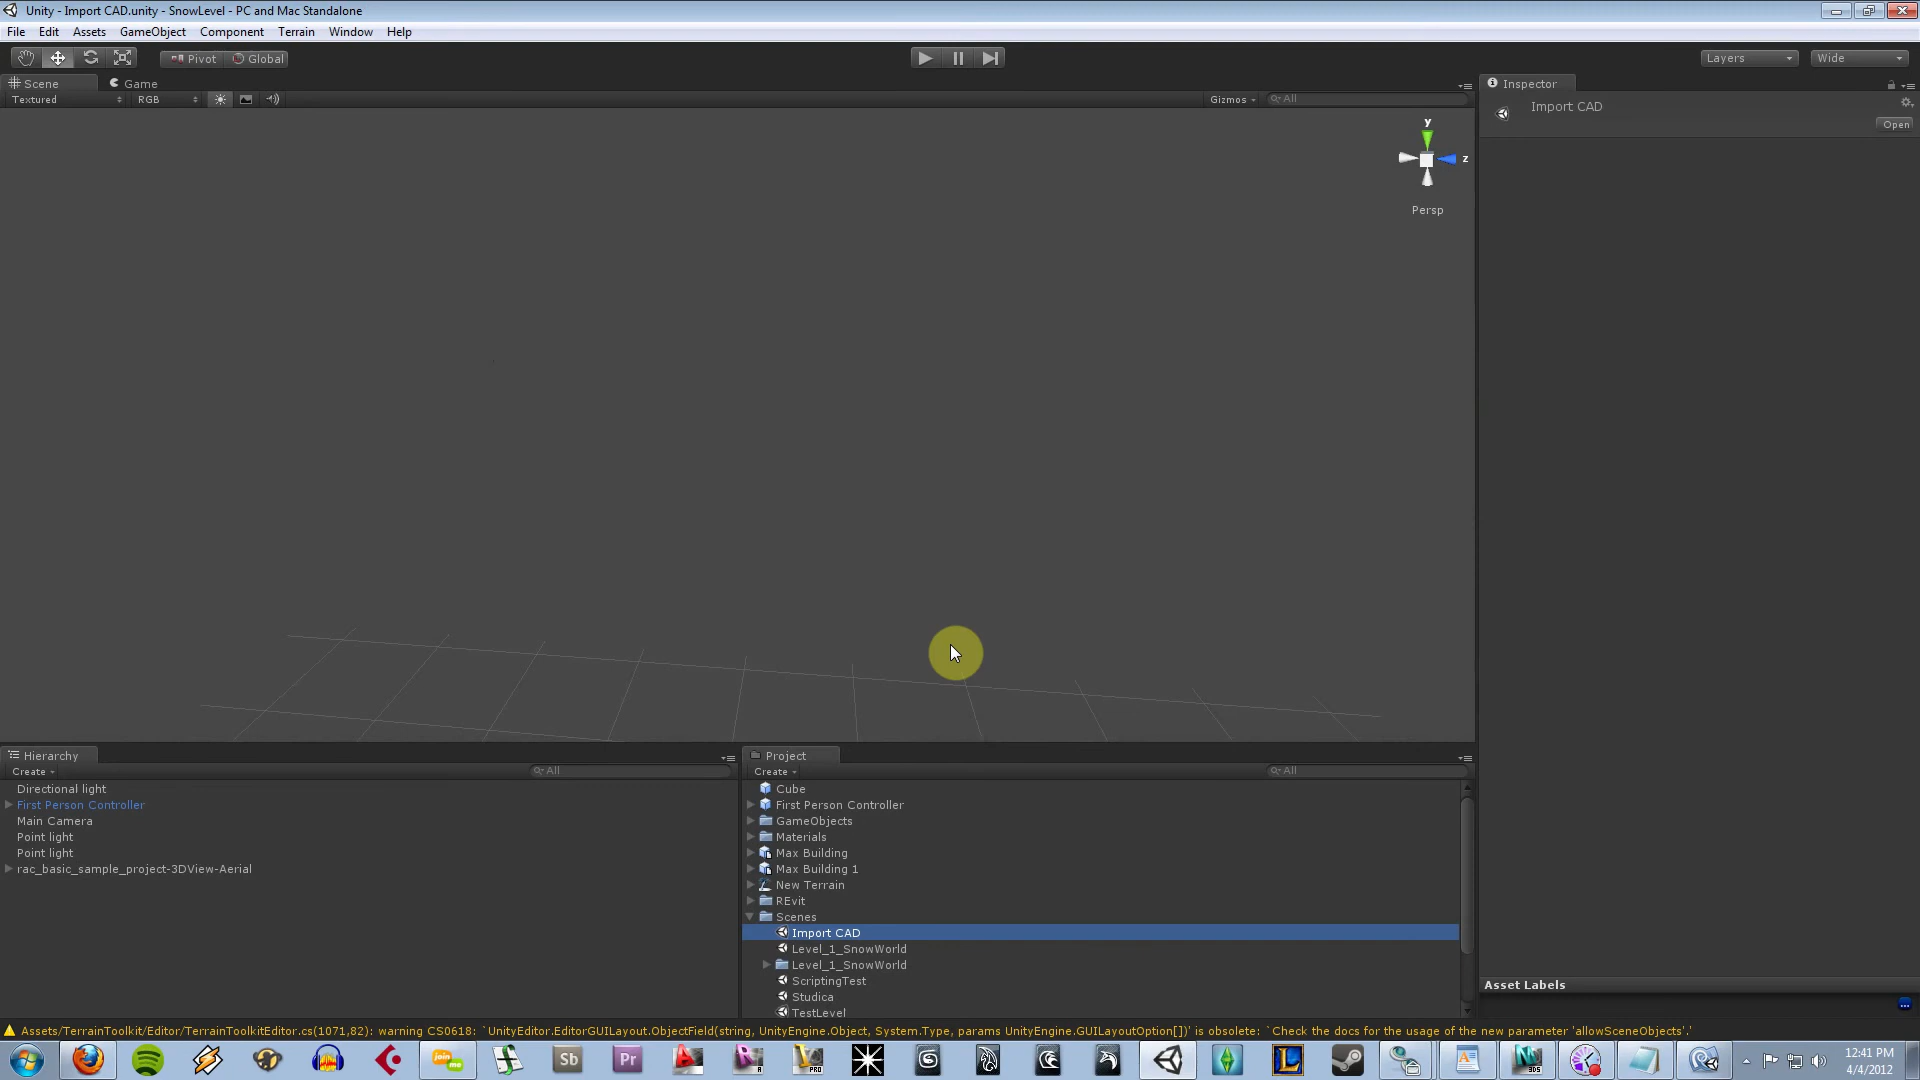 Unity - Import CAD.unity - SnowLevel - PC and Mac Standalone
File Edit Assets GameObject Component Terrain Window Help
Pivot Global Layers Wide
Scene Game Inspector
Textured RGB Gizmos All
Import CAD
Open
y
z
Persp
Hierarchy
Create All
Directional light
First Person Controller
Main Camera
Point light
Point light
rac_basic_sample_project-3DView-Aerial
Project
Create All
Cube
First Person Controller
GameObjects
Materials
Max Building
Max Building 1
New Terrain
REvit
Scenes
Import CAD
Level_1_SnowWorld
Level_1_SnowWorld
ScriptingTest
Studica
TestLevel
Asset Labels
Assets/TerrainToolkit/Editor/TerrainToolkitEditor.cs(1071,82): warning CS0618: `UnityEditor.EditorGUILayout.ObjectField(string, UnityEngine.Object, System.Type, params UnityEngine.GUILayoutOption[])' is obsolete: `Check the docs for the usage of the new parameter 'allowSceneObjects'.'
join me
Sb
Pr
PRO
L
12:41 PM
4/4/2012